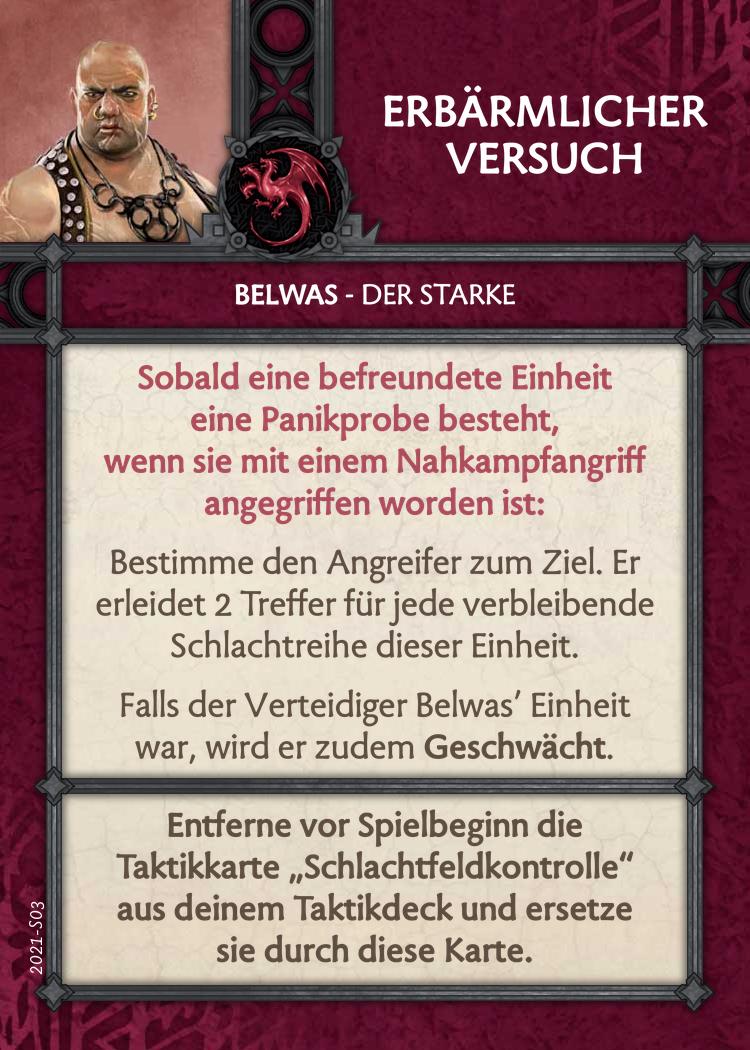 ERBÄRMLICHER
VERSUCH
BELWAS - DER STARKE
Sobald eine befreundete Einheit
eine Panikprobe besteht,
wenn sie mit einem Nahkampfangriff
angegriffen worden ist:
Bestimme den Angreifer zum Ziel. Er
erleidet 2 Treffer für jede verbleibende
Schlachtreihe dieser Einheit.
Falls der Verteidiger Belwas’ Einheit
war, wird er zudem Geschwächt.
Entferne vor Spielbeginn die
Taktikkarte „Schlachtfeldkontrolle“
aus deinem Taktikdeck und ersetze
sie durch diese Karte.
2021-S03